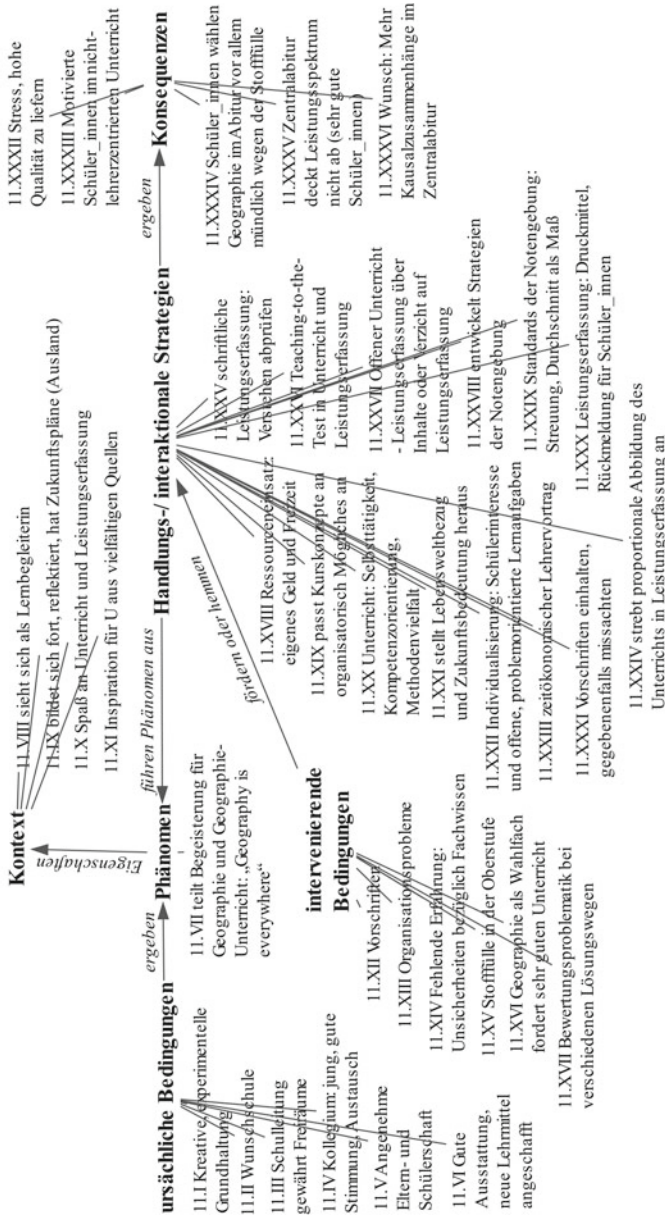 Kontext
11.VIII sieht sich als Lernbegleiterin
11.IX bildet sich fort, reflektiert, hat Zukunftspläne (Ausland)
11.X Spaß an Unterricht und Leistungserfassung
11.XI Inspiration für U aus vielfältigen Quellen
Eigenschaften
ursächliche Bedingungen
ergeben
Phänomen
führen Phänomen aus
Handlungs-/ interaktionale Strategien
ergeben
Konsequenzen
11.I Kreative, experimentelle
Grundhaltung
11.II Wunschschule
11.III Schulleitung
gewährt Freiräume
11.IV Kollegium: jung, gute
Stimmung, Austausch
11.V Angenehme
Eltern- und
Schülerschaft
11.VI Gute
Ausstattung,
neue Lehrmittel
angeschafft
11.VII teilt Begeisterung für
Geographie und Geographie-
Unterricht: „Geography is
everywhere“
intervenierende
Bedingungen
fördern oder hemmen
11.XII Vorschriften
11.XIII Organisationsprobleme
11.XIV Fehlende Erfahrung:
Unsicherheiten bezüglich Fachwissen
11.XV Stofffülle in der Oberstufe
11.XVI Geographie als Wahlfach
fordert sehr guten Unterricht
11.XVII Bewertungsproblematik bei
verschiedenen Lösungswegen
11.XVIII Ressourceneinsatz:
eigenes Geld und Freizeit
11.XIX passt Kurskonzepte an
organisatorisch Mögliches an
11.XX Unterricht: Selbsttätigkeit,
Kompetenzorientierung,
Methodenvielfalt
11.XXI stellt Lebensweltbezug
und Zukunftsbedeutung heraus
11.XXII Individualisierung: Schülerinteresse
und offene, problemorientierte Lernaufgaben
11.XXIII zeitökonomischer Lehrervortrag
11.XXXI Vorschriften einhalten,
gegebenenfalls missachten
11.XXIV strebt proportionale Abbildung des
Unterrichts in Leistungserfassung an
11.XXV schriftliche
Leistungserfassung:
Verstehen abprüfen
11.XXVI Teaching-to-the-
Test in Unterricht und
Leistungserfassung
11.XXVII Offener Unterricht
- Leistungserfassung über
Inhalte oder Verzicht auf
Leistungserfassung
11.XXVIII entwickelt Strategien
der Notengebung
11.XXIX Standards der Notengebung:
Streuung, Durchschnitt als Maß
11.XXX Leistungserfassung: Druckmittel,
Rückmeldung für Schüler_innen
11.XXXII Stress, hohe
Qualität zu liefern
11.XXXIII Motivierte
Schüler_innen im nicht-
lehrerzentrierten Unterricht
11.XXXIV Schüler_innen wählen
Geographie im Abitur vor allem
mündlich wegen der Stofffülle
11.XXXV Zentralabitur
deckt Leistungsspektrum
nicht ab (sehr gute
Schüler_innen)
11.XXXVI Wunsch: Mehr
Kausalzusammenhänge im
Zentralabitur